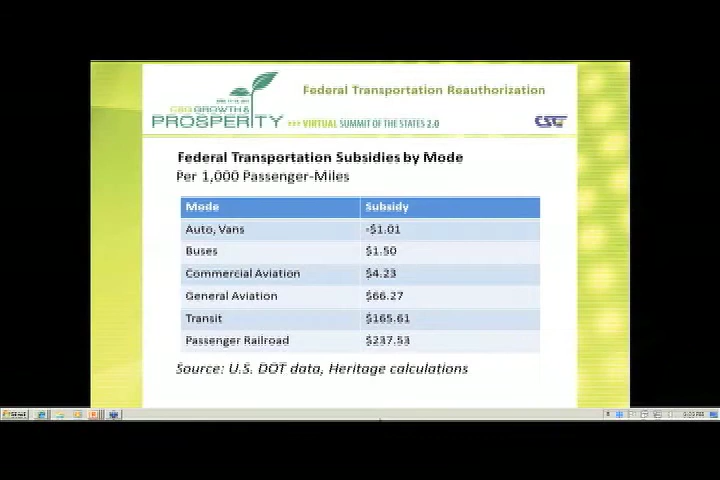 Federal Transportation Reauthorization
CSG GROWTH &
PROSPERITY
>>> VIRTUAL SUMMIT OF THE STATES 2.0
CSG
Federal Transportation Subsidies by Mode
Per 1,000 Passenger-Miles
Mode Subsidy
Auto, Vans -$1.01
Buses $1.50
Commercial Aviation $4.23
General Aviation $66.27
Transit $165.61
Passenger Railroad $237.53
Source: U.S. DOT data, Heritage calculations
Start